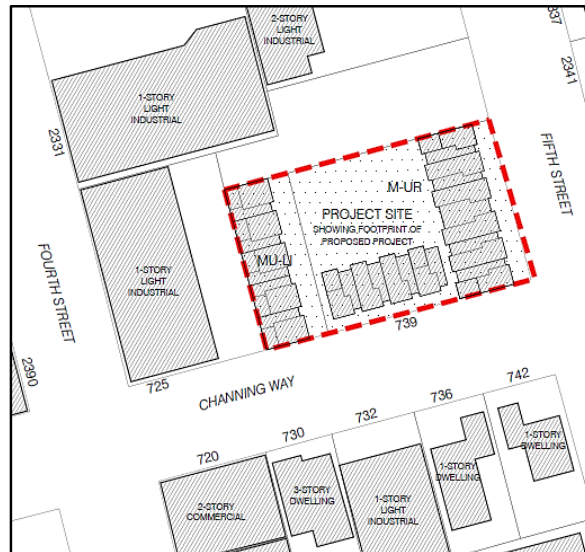 2-STORY
LIGHT
INDUSTRIAL
2337
2341
1-STORY
LIGHT
INDUSTRIAL
2331
FIFTH STREET
M-UR
PROJECT SITE
SHOWING FOOTPRINT OF
PROPOSED PROJECT
MU-LI
FOURTH STREET
1-STORY
LIGHT
INDUSTRIAL
739
2390
725
CHANNING WAY
742
736
732
730
720
1-STORY
DWELLING
1-STORY
DWELLING
3-STORY
DWELLING
1-STORY
LIGHT
INDUSTRIAL
2-STORY
COMMERCIAL